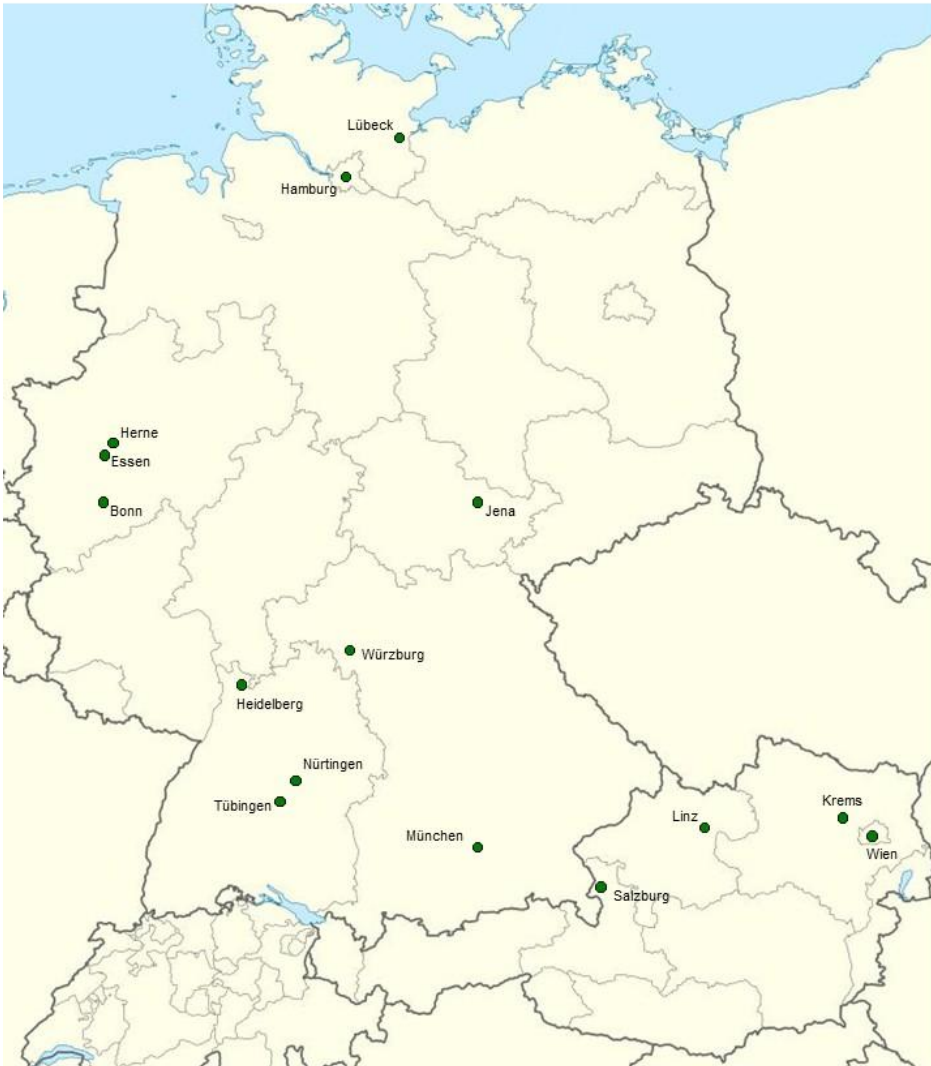 Lübeck
Hamburg
Herne
Essen
Bonn
Jena
Würzburg
Heidelberg
Nürtingen
Tübingen
München
Linz
Krems
Wien
Salzburg